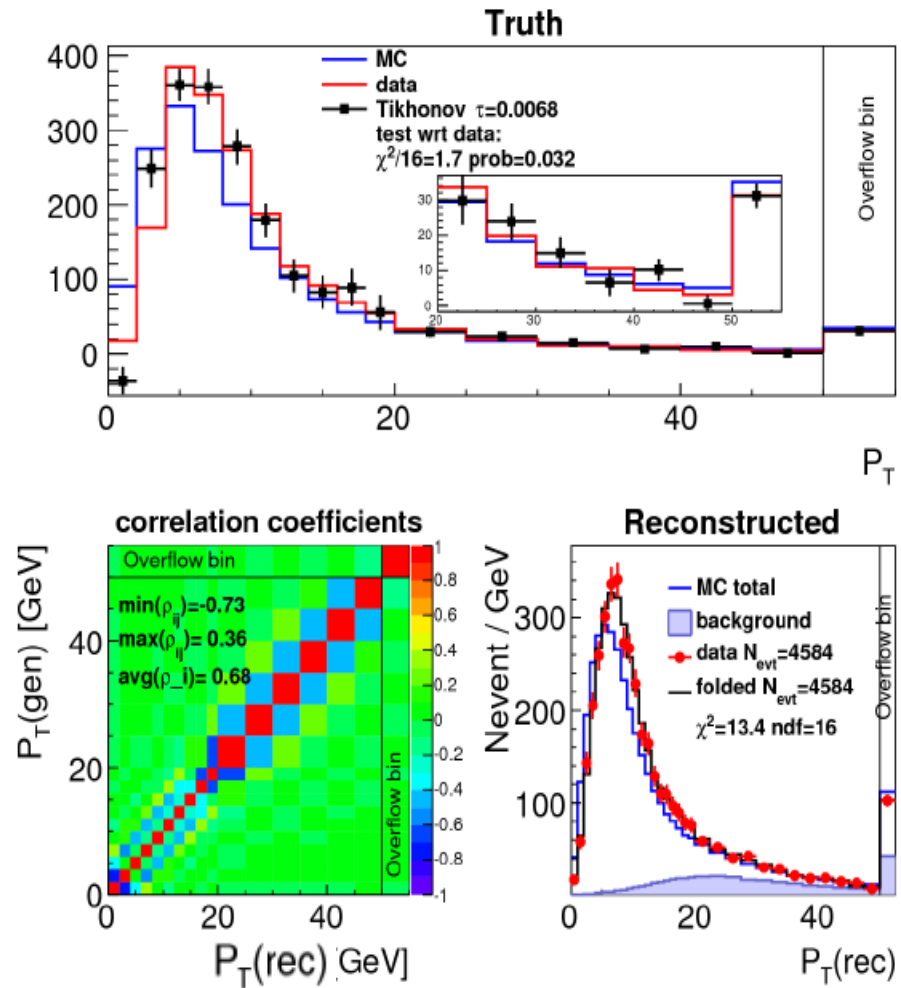 Truth
400
300
200
100
0
MC
data
Tikhonov τ=0.0068
test wrt data:
χ²/16=1.7 prob=0.032
Overflow bin
30
20
10
0
20 30 40 50
0 20 40
P_T
correlation coefficients
P_T(gen) [GeV]
Overflow bin
min(ρ_ij)=-0.73
max(ρ_ij)= 0.36
avg(ρ_i)= 0.68
40
20
0
0 20 40
P_T(rec) [GeV]
Overflow bin
1
0.8
0.6
0.4
0.2
0
-0.2
-0.4
-0.6
-0.8
-1
Reconstructed
Nevent / GeV
300
200
100
MC total
background
data N_evt=4584
folded N_evt=4584
χ²=13.4 ndf=16
Overflow bin
0 20 40
P_T(rec)